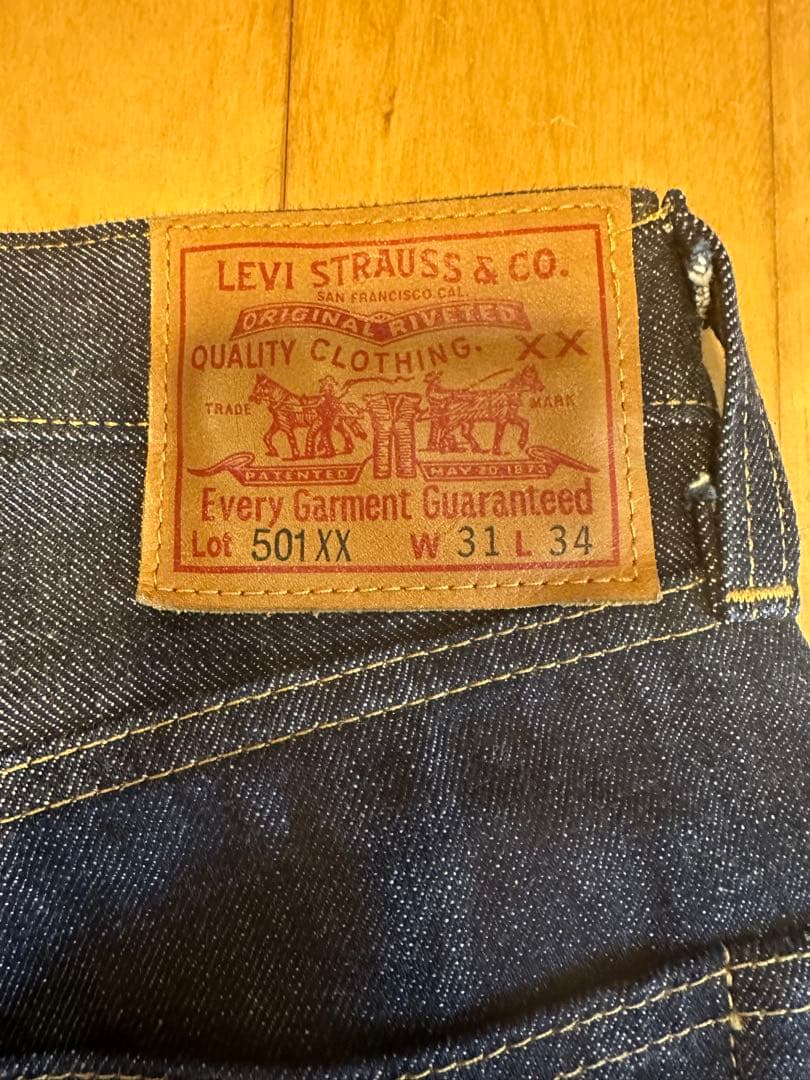 LEVI STRAUSS & CO.
SAN FRANCISCO CAL.
ORIGINAL RIVETED
QUALITY CLOTHING. XX
TRADE MARK
PATENTED MAY 20 1873
Every Garment Guaranteed
Lot 501XX W 31 L 34